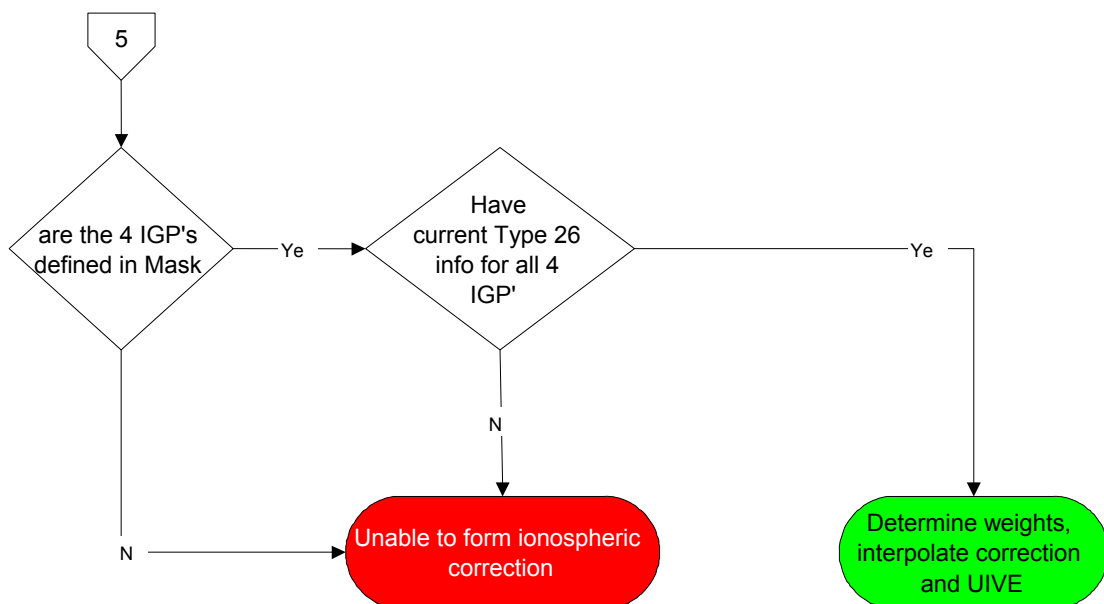 5
are the 4 IGP's
defined in Mask
Ye
Have
current Type 26
info for all 4
IGP'
Ye
N
N
Unable to form ionospheric
correction
Determine weights,
interpolate correction
and UIVE